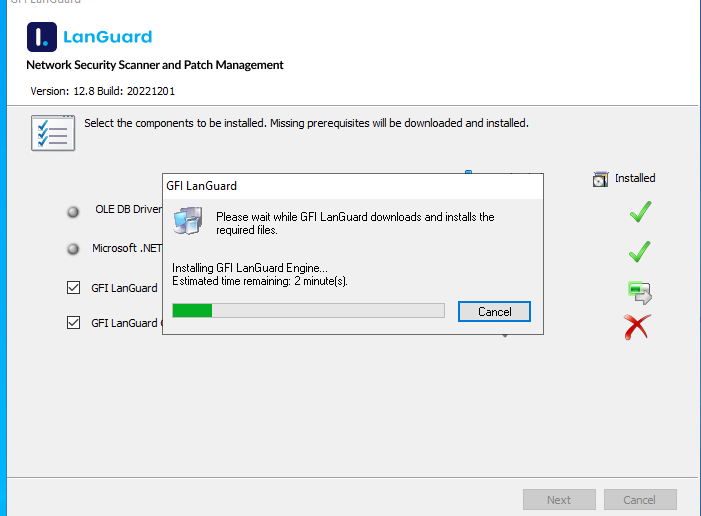 GFI LanGuard
LanGuard
Network Security Scanner and Patch Management
Version: 12.8 Build: 20221201
Select the components to be installed. Missing prerequisites will be downloaded and installed.
Installed
GFI LanGuard
OLE DB Driver
Please wait while GFI LanGuard downloads and installs the
required files.
Microsoft .NET
Installing GFI LanGuard Engine...
Estimated time remaining: 2 minute(s).
GFI LanGuard
Cancel
GFI LanGuard
Next
Cancel